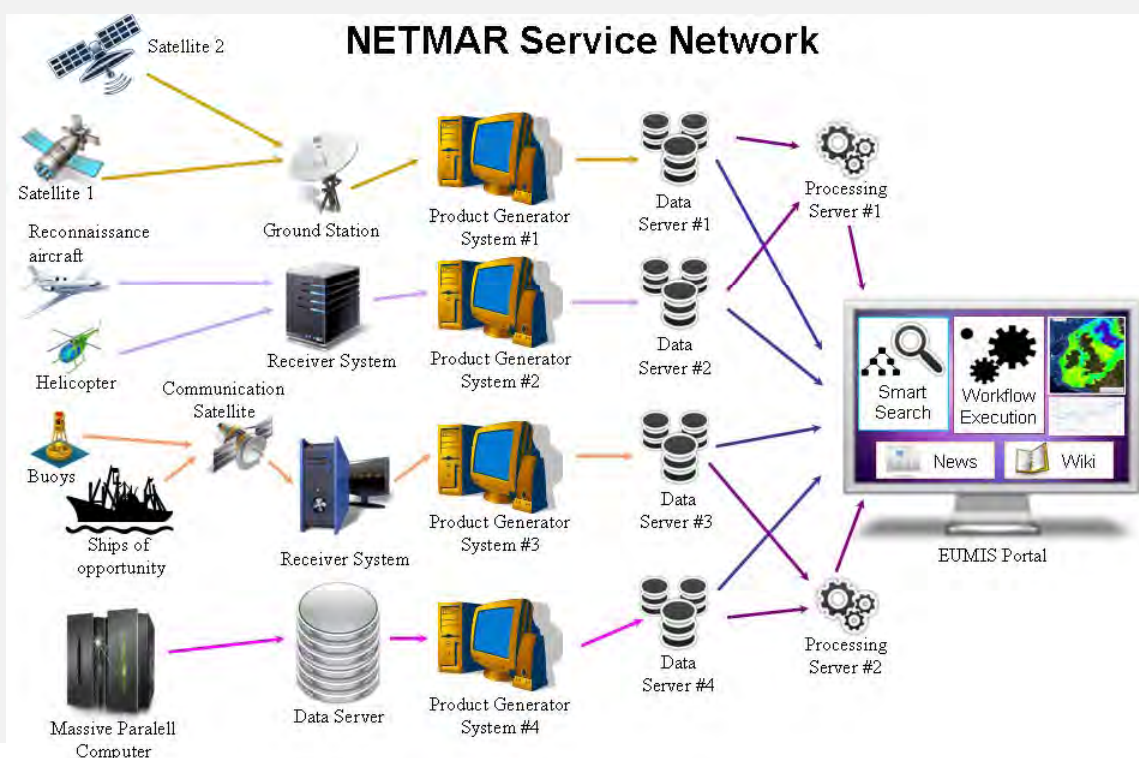 NETMAR Service Network
Satellite 2
Satellite 1
Ground Station
Product Generator
System #1
Data
Server #1
Processing
Server #1
Reconnaissance
aircraft
Helicopter
Receiver System
Product Generator
System #2
Data
Server #2
Communication
Satellite
Buoys
Ships of
opportunity
Receiver System
Product Generator
System #3
Data
Server #3
Smart
Search
Workflow
Execution
News
Wiki
EUMIS Portal
Massive Paralell
Computer
Data Server
Product Generator
System #4
Data
Server #4
Processing
Server #2